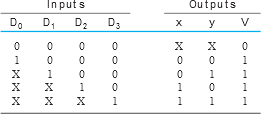 Inputs Outputs
D0 D1 D2 D3 x y V
0 0 0 0 X X 0
1 0 0 0 0 0 1
X 1 0 0 0 1 1
X X 1 0 1 0 1
X X X 1 1 1 1